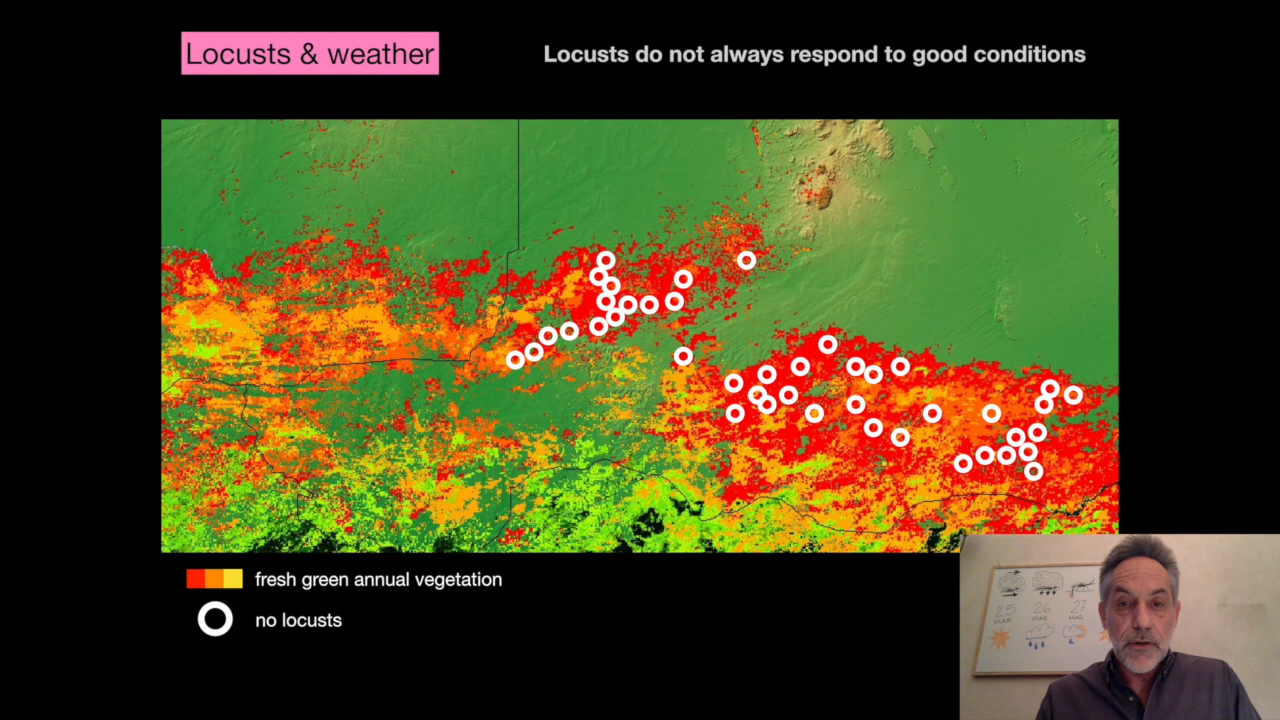 Locusts & weather
Locusts do not always respond to good conditions
fresh green annual vegetation
no locusts
25 26 27
MAR MAR MAR